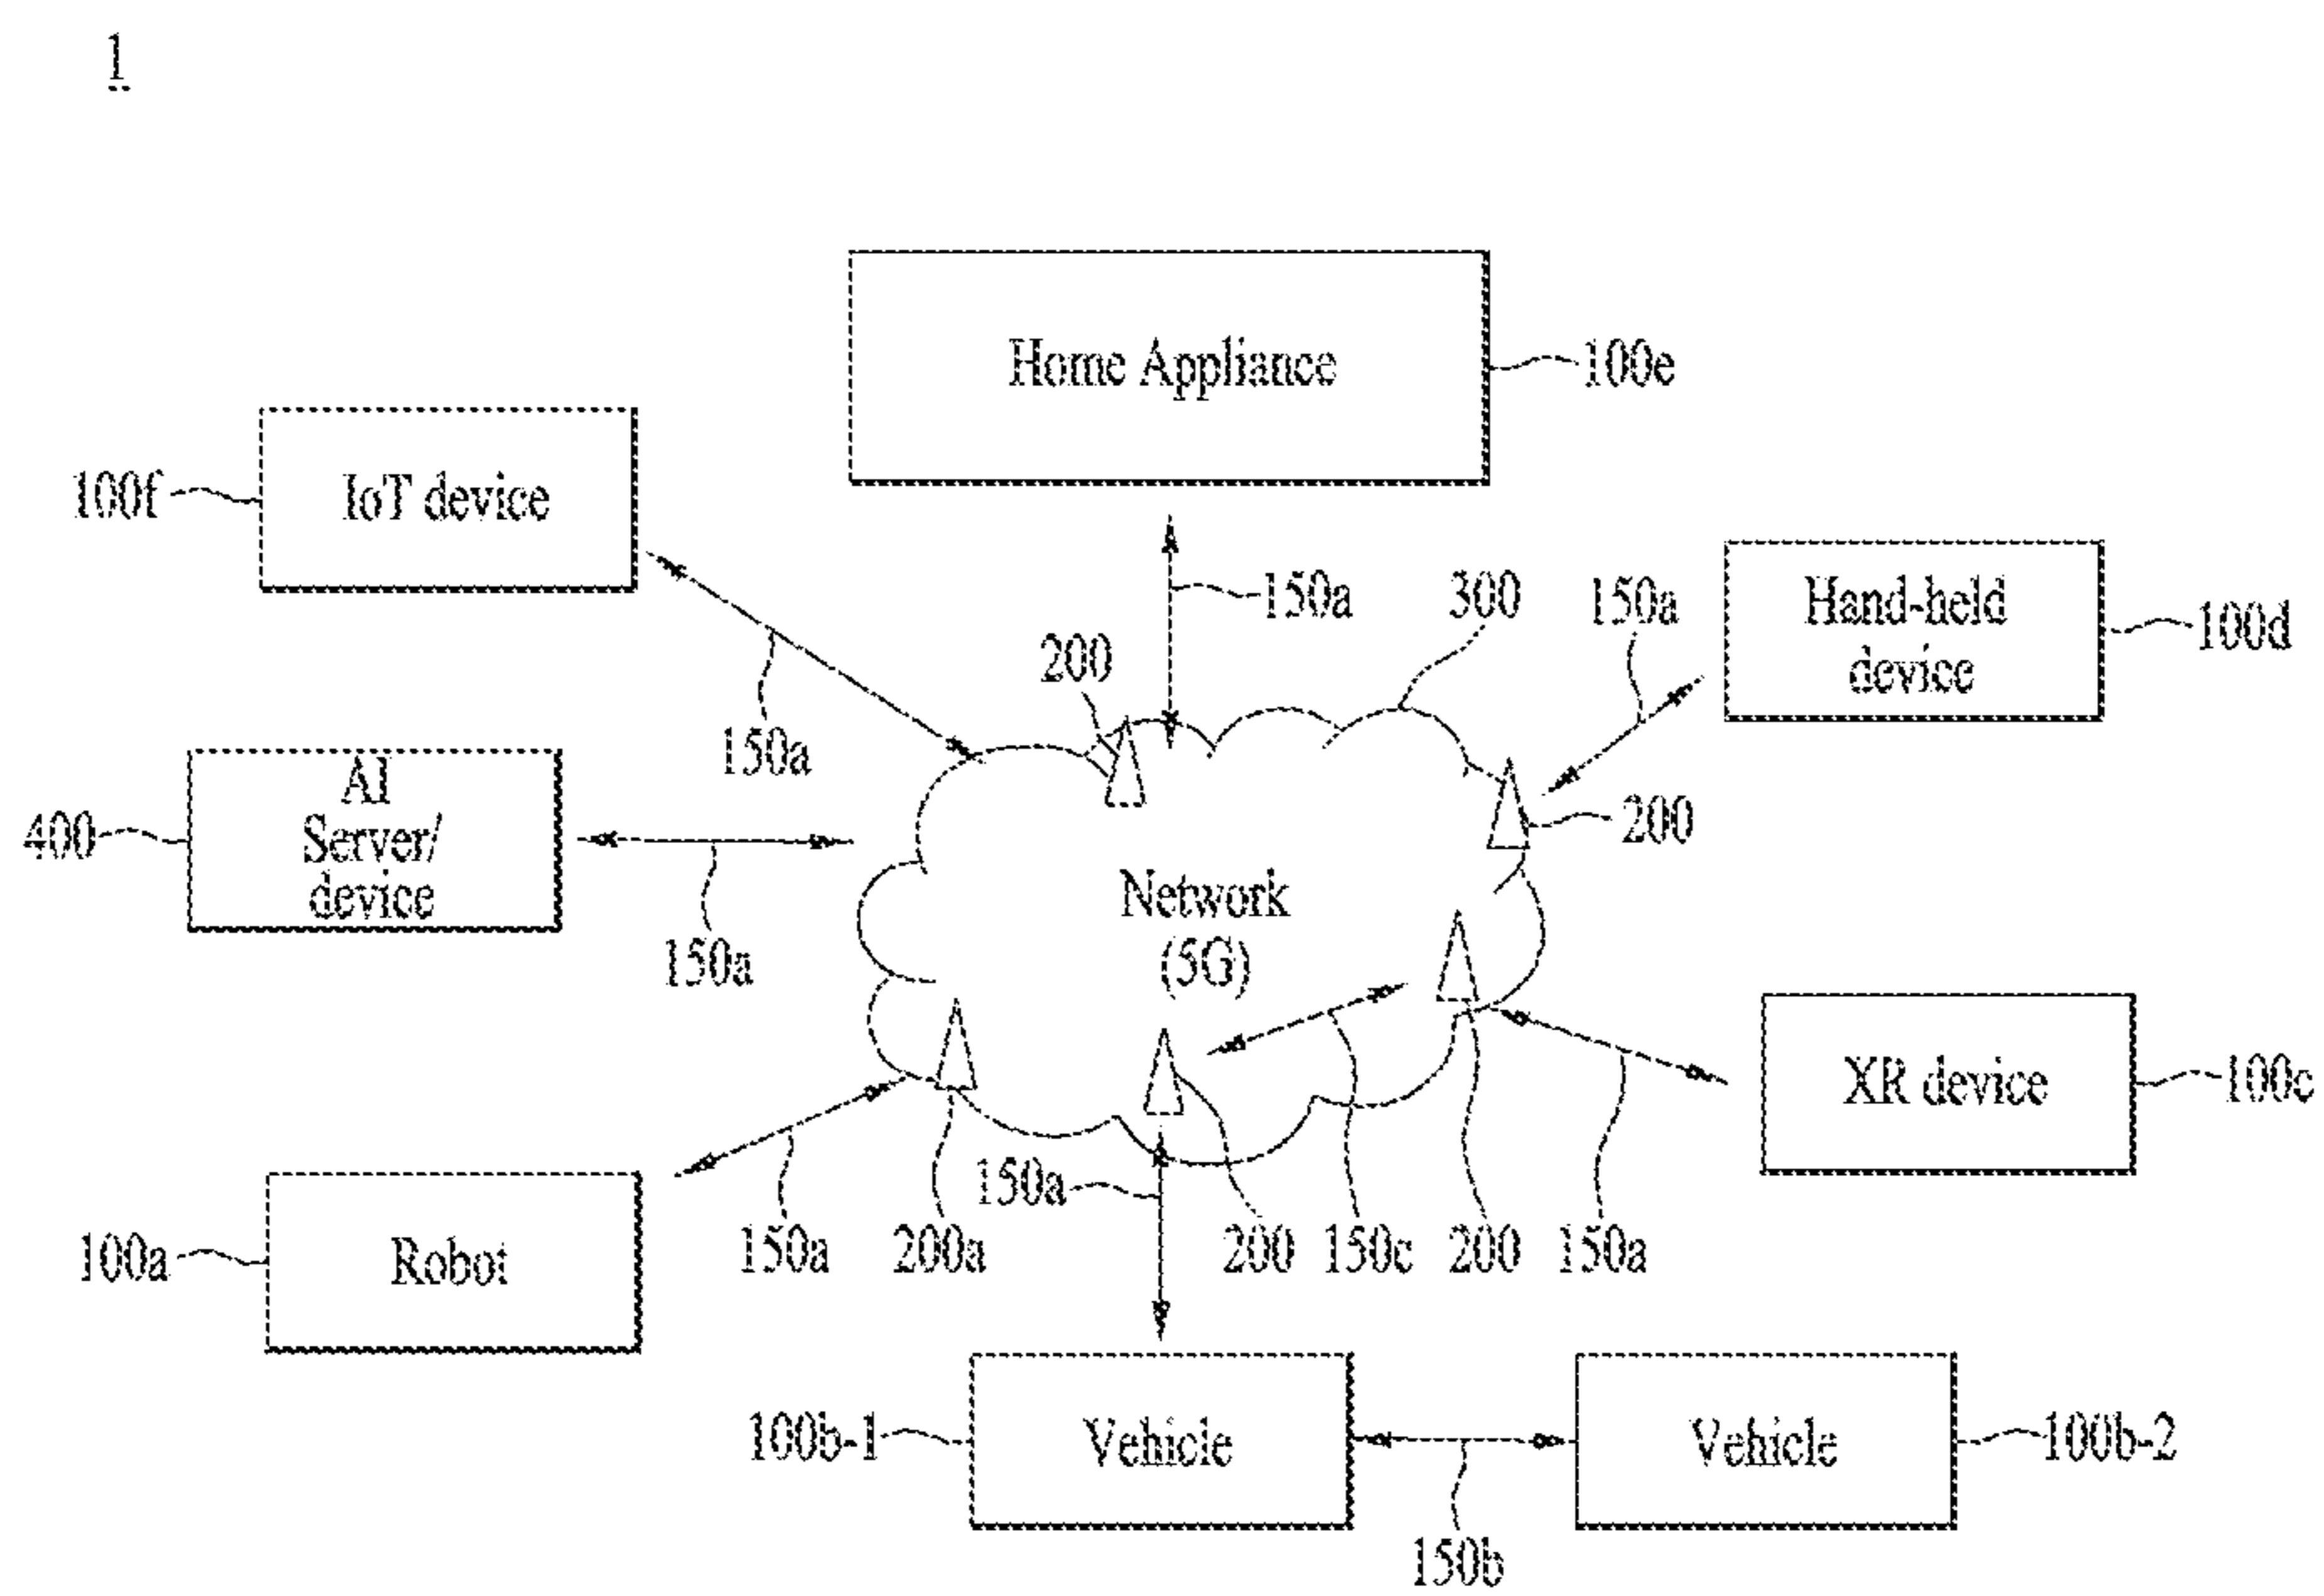 1
Home Appliance
100e
100f
IoT device
150a
300
150a
Hand-held
device
100d
200
150a
AI
Server/
device
400
200
150a
Network
(5G)
XR device
100c
150a
100a
Robot
150a
200a
200
150c
200
150a
100b-1
Vehicle
Vehicle
100b-2
150b